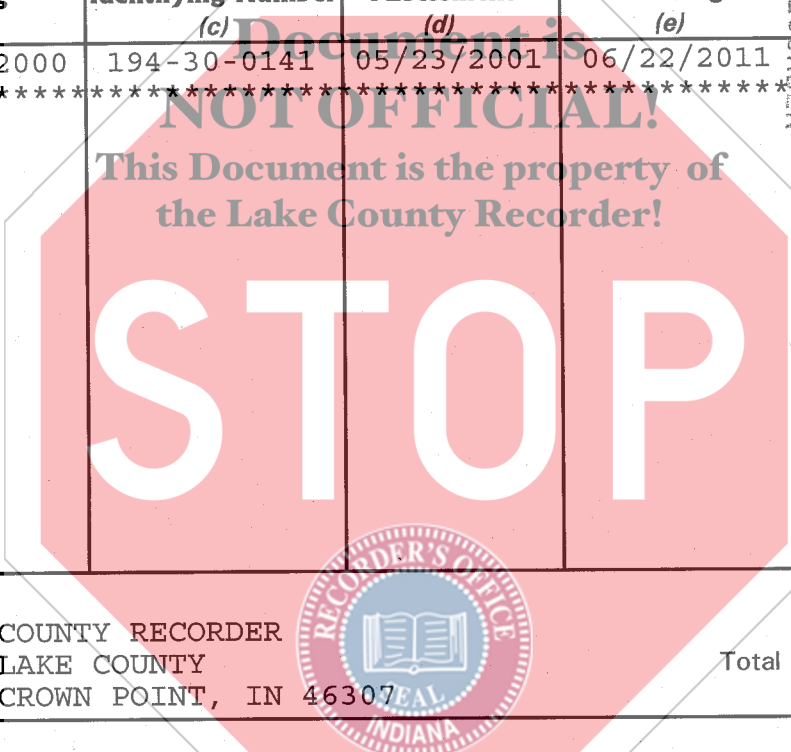 Identifying Number
(c) (d) (e)
Document is
2000 194-30-0141 05/23/2001 06/22/2011
NOT OFFICIAL!
This Document is the property of
the Lake County Recorder!
STOP
RECORDER'S OFFICE
COUNTY RECORDER
LAKE COUNTY
Total
CROWN POINT, IN 46307
SEAL
INDIANA